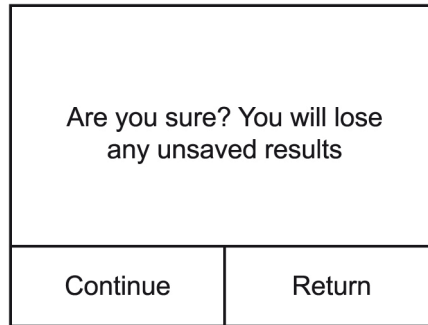 Are you sure? You will lose
any unsaved results
Continue
Return